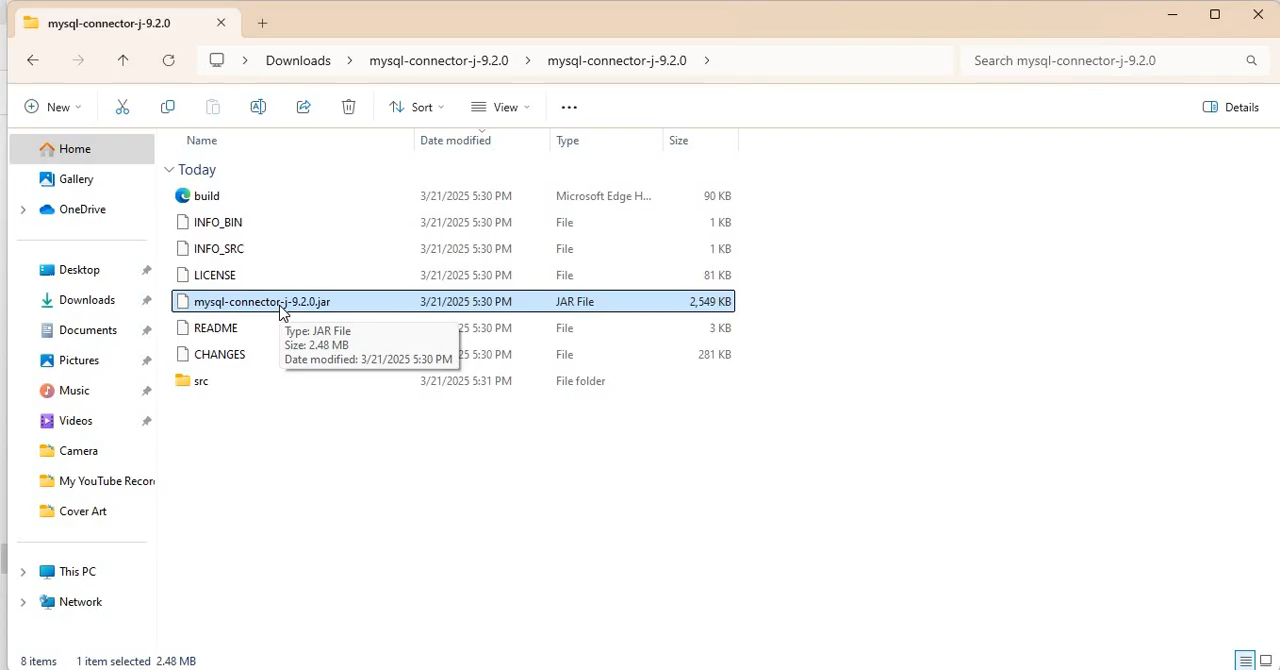 mysql-connector-j-9.2.0
Downloads > mysql-connector-j-9.2.0 > mysql-connector-j-9.2.0 >
Search mysql-connector-j-9.2.0
New
Sort
View
Details
Home
Gallery
OneDrive
Desktop
Downloads
Documents
Pictures
Music
Videos
Camera
My YouTube Recor
Cover Art
This PC
Network
Name Date modified Type Size
Today
build 3/21/2025 5:30 PM Microsoft Edge H... 90 KB
INFO_BIN 3/21/2025 5:30 PM File 1 KB
INFO_SRC 3/21/2025 5:30 PM File 1 KB
LICENSE 3/21/2025 5:30 PM File 81 KB
mysql-connector-j-9.2.0.jar 3/21/2025 5:30 PM JAR File 2,549 KB
README 25 5:30 PM File 3 KB
CHANGES 25 5:30 PM File 281 KB
src 3/21/2025 5:31 PM File folder
Type: JAR File
Size: 2.48 MB
Date modified: 3/21/2025 5:30 PM
8 items 1 item selected 2.48 MB